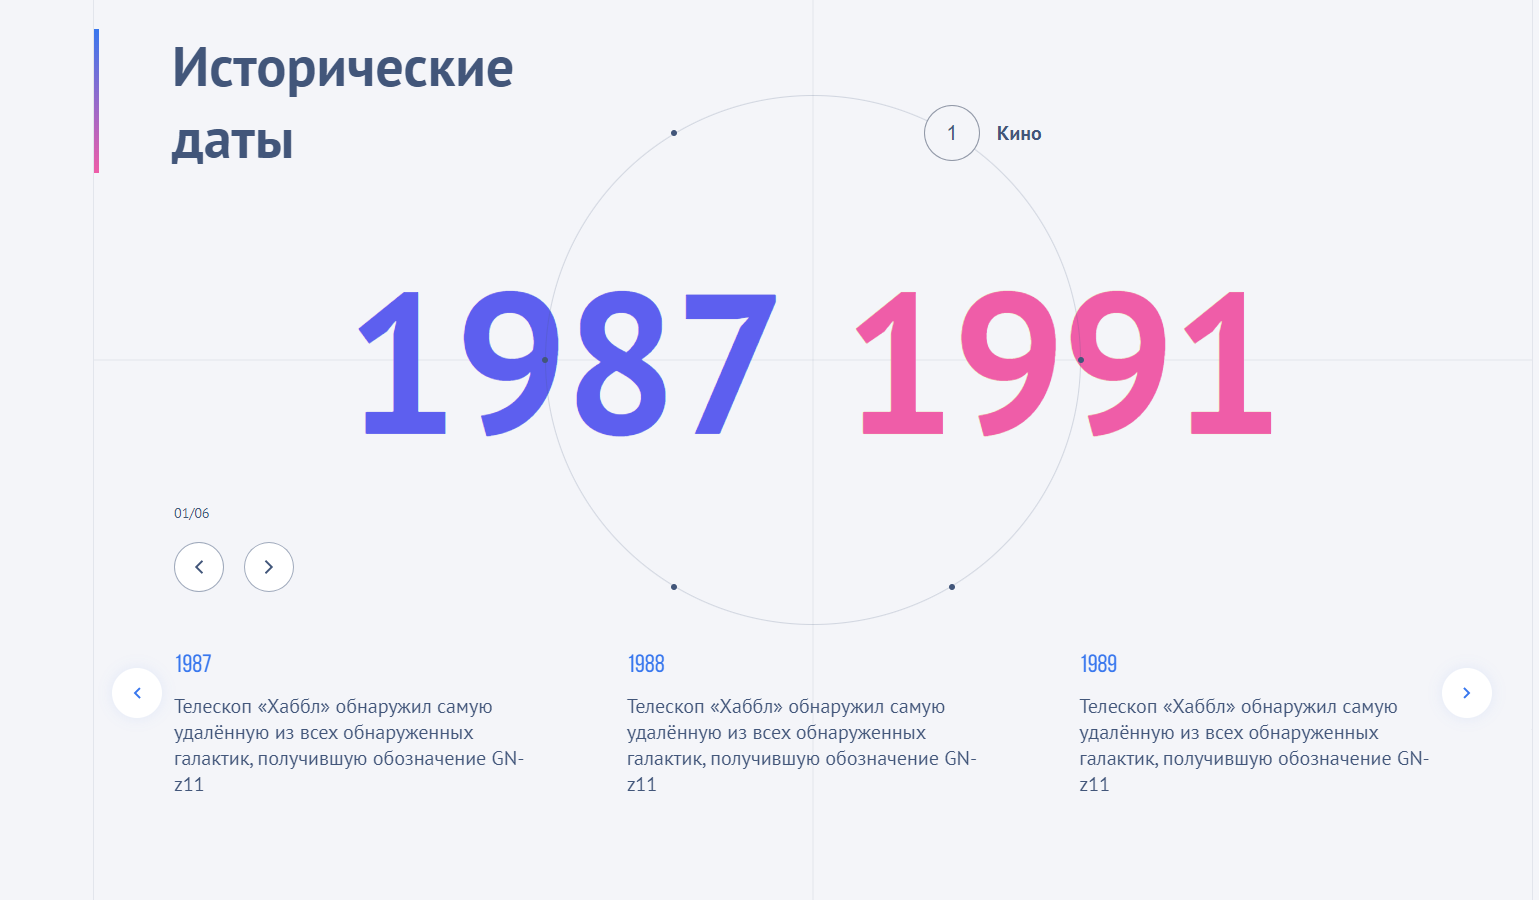 Исторические
даты
1 Кино
1987 1991
01/06
1987
Телескоп «Хаббл» обнаружил самую
удалённую из всех обнаруженных
галактик, получившую обозначение GN-
z11
1988
Телескоп «Хаббл» обнаружил самую
удалённую из всех обнаруженных
галактик, получившую обозначение GN-
z11
1989
Телескоп «Хаббл» обнаружил самую
удалённую из всех обнаруженных
галактик, получившую обозначение GN-
z11